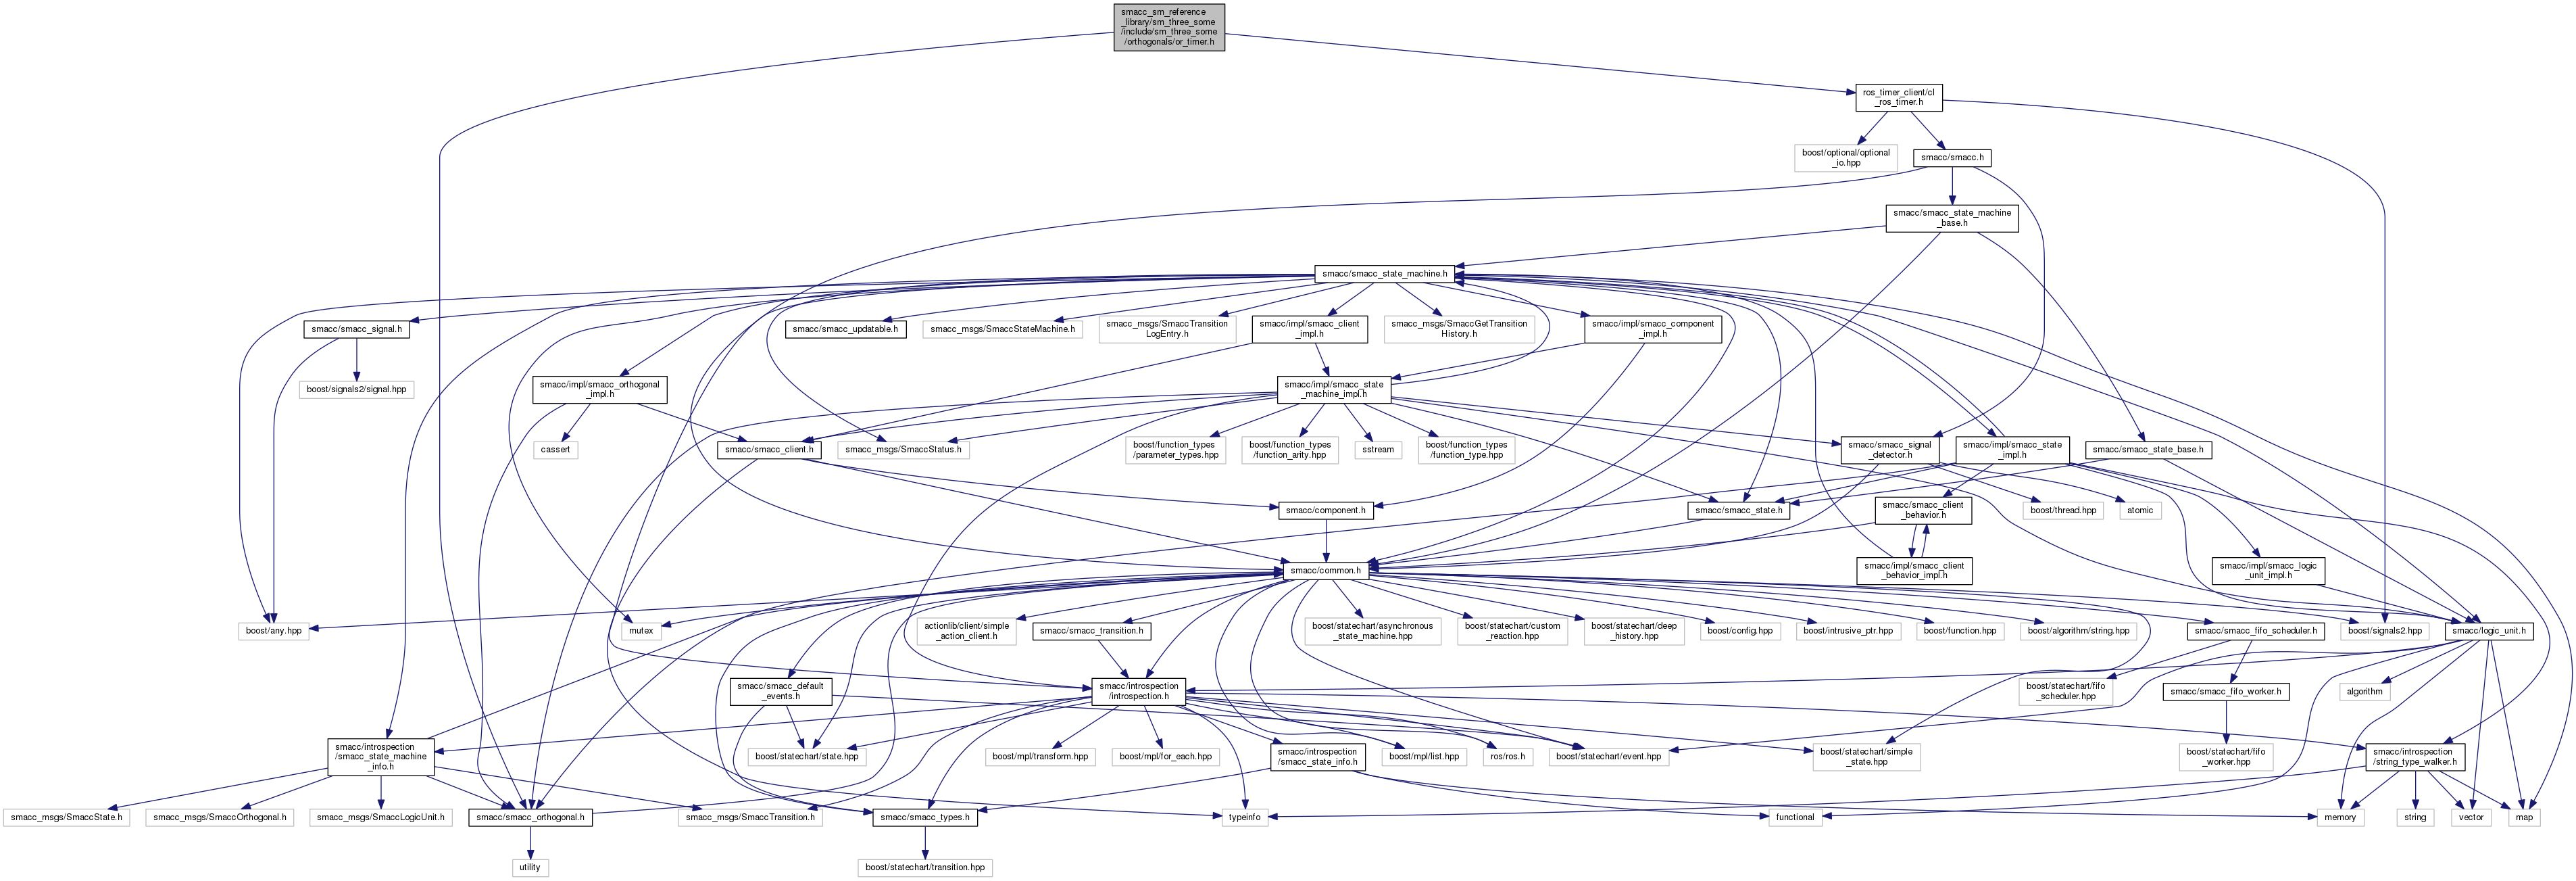 smacc_sm_reference
_library/sm_three_some
/include/sm_three_some
/orthogonals/or_timer.h
ros_timer_client/cl
_ros_timer.h
boost/optional/optional
_io.hpp
smacc/smacc.h
smacc/smacc_state_machine
_base.h
smacc/smacc_state_machine.h
smacc/smacc_signal.h
smacc/smacc_updatable.h
smacc_msgs/SmaccStateMachine.h
smacc_msgs/SmaccTransition
LogEntry.h
smacc/impl/smacc_client
_impl.h
smacc_msgs/SmaccGetTransition
History.h
smacc/impl/smacc_component
_impl.h
boost/signals2/signal.hpp
smacc/impl/smacc_orthogonal
_impl.h
smacc/impl/smacc_state
_machine_impl.h
cassert
smacc/smacc_client.h
smacc_msgs/SmaccStatus.h
boost/function_types
/parameter_types.hpp
boost/function_types
/function_arity.hpp
sstream
boost/function_types
/function_type.hpp
smacc/smacc_signal
_detector.h
smacc/impl/smacc_state
_impl.h
smacc/smacc_state_base.h
smacc/component.h
smacc/smacc_state.h
smacc/smacc_client
_behavior.h
boost/thread.hpp
atomic
smacc/common.h
smacc/impl/smacc_client
_behavior_impl.h
smacc/impl/smacc_logic
_unit_impl.h
boost/any.hpp
mutex
actionlib/client/simple
_action_client.h
smacc/smacc_transition.h
boost/statechart/asynchronous
_state_machine.hpp
boost/statechart/custom
_reaction.hpp
boost/statechart/deep
_history.hpp
boost/config.hpp
boost/intrusive_ptr.hpp
boost/function.hpp
boost/algorithm/string.hpp
smacc/smacc_fifo_scheduler.h
boost/signals2.hpp
smacc/logic_unit.h
smacc/smacc_default
_events.h
smacc/introspection
/introspection.h
boost/statechart/fifo
_scheduler.hpp
smacc/smacc_fifo_worker.h
algorithm
smacc/introspection
/smacc_state_machine
_info.h
boost/statechart/state.hpp
boost/mpl/transform.hpp
boost/mpl/for_each.hpp
smacc/introspection
/smacc_state_info.h
boost/mpl/list.hpp
ros/ros.h
boost/statechart/event.hpp
boost/statechart/simple
_state.hpp
boost/statechart/fifo
_worker.hpp
smacc/introspection
/string_type_walker.h
smacc_msgs/SmaccState.h
smacc_msgs/SmaccOrthogonal.h
smacc_msgs/SmaccLogicUnit.h
smacc/smacc_orthogonal.h
smacc_msgs/SmaccTransition.h
smacc/smacc_types.h
typeinfo
functional
memory
string
vector
map
utility
boost/statechart/transition.hpp